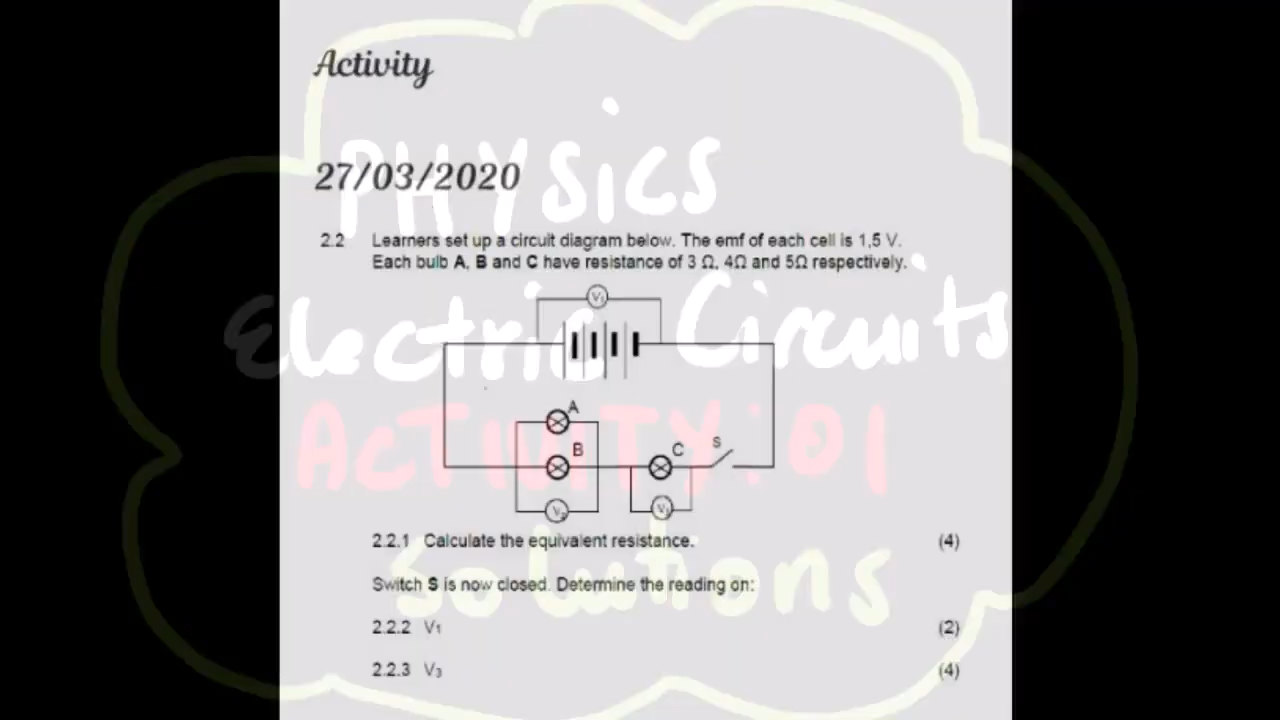 Activity
PHYSICS
27/03/2020
2.2 Learners set up a circuit diagram below. The emf of each cell is 1,5 V.
Each bulb A, B and C have resistance of 3 Ω, 4Ω and 5Ω respectively.
V₁
Electric Circuits
A
ACTIVITY: 01
B
C
S
V₂
V₃
2.2.1 Calculate the equivalent resistance. (4)
solutions
Switch S is now closed. Determine the reading on:
2.2.2 V₁ (2)
2.2.3 V₃ (4)